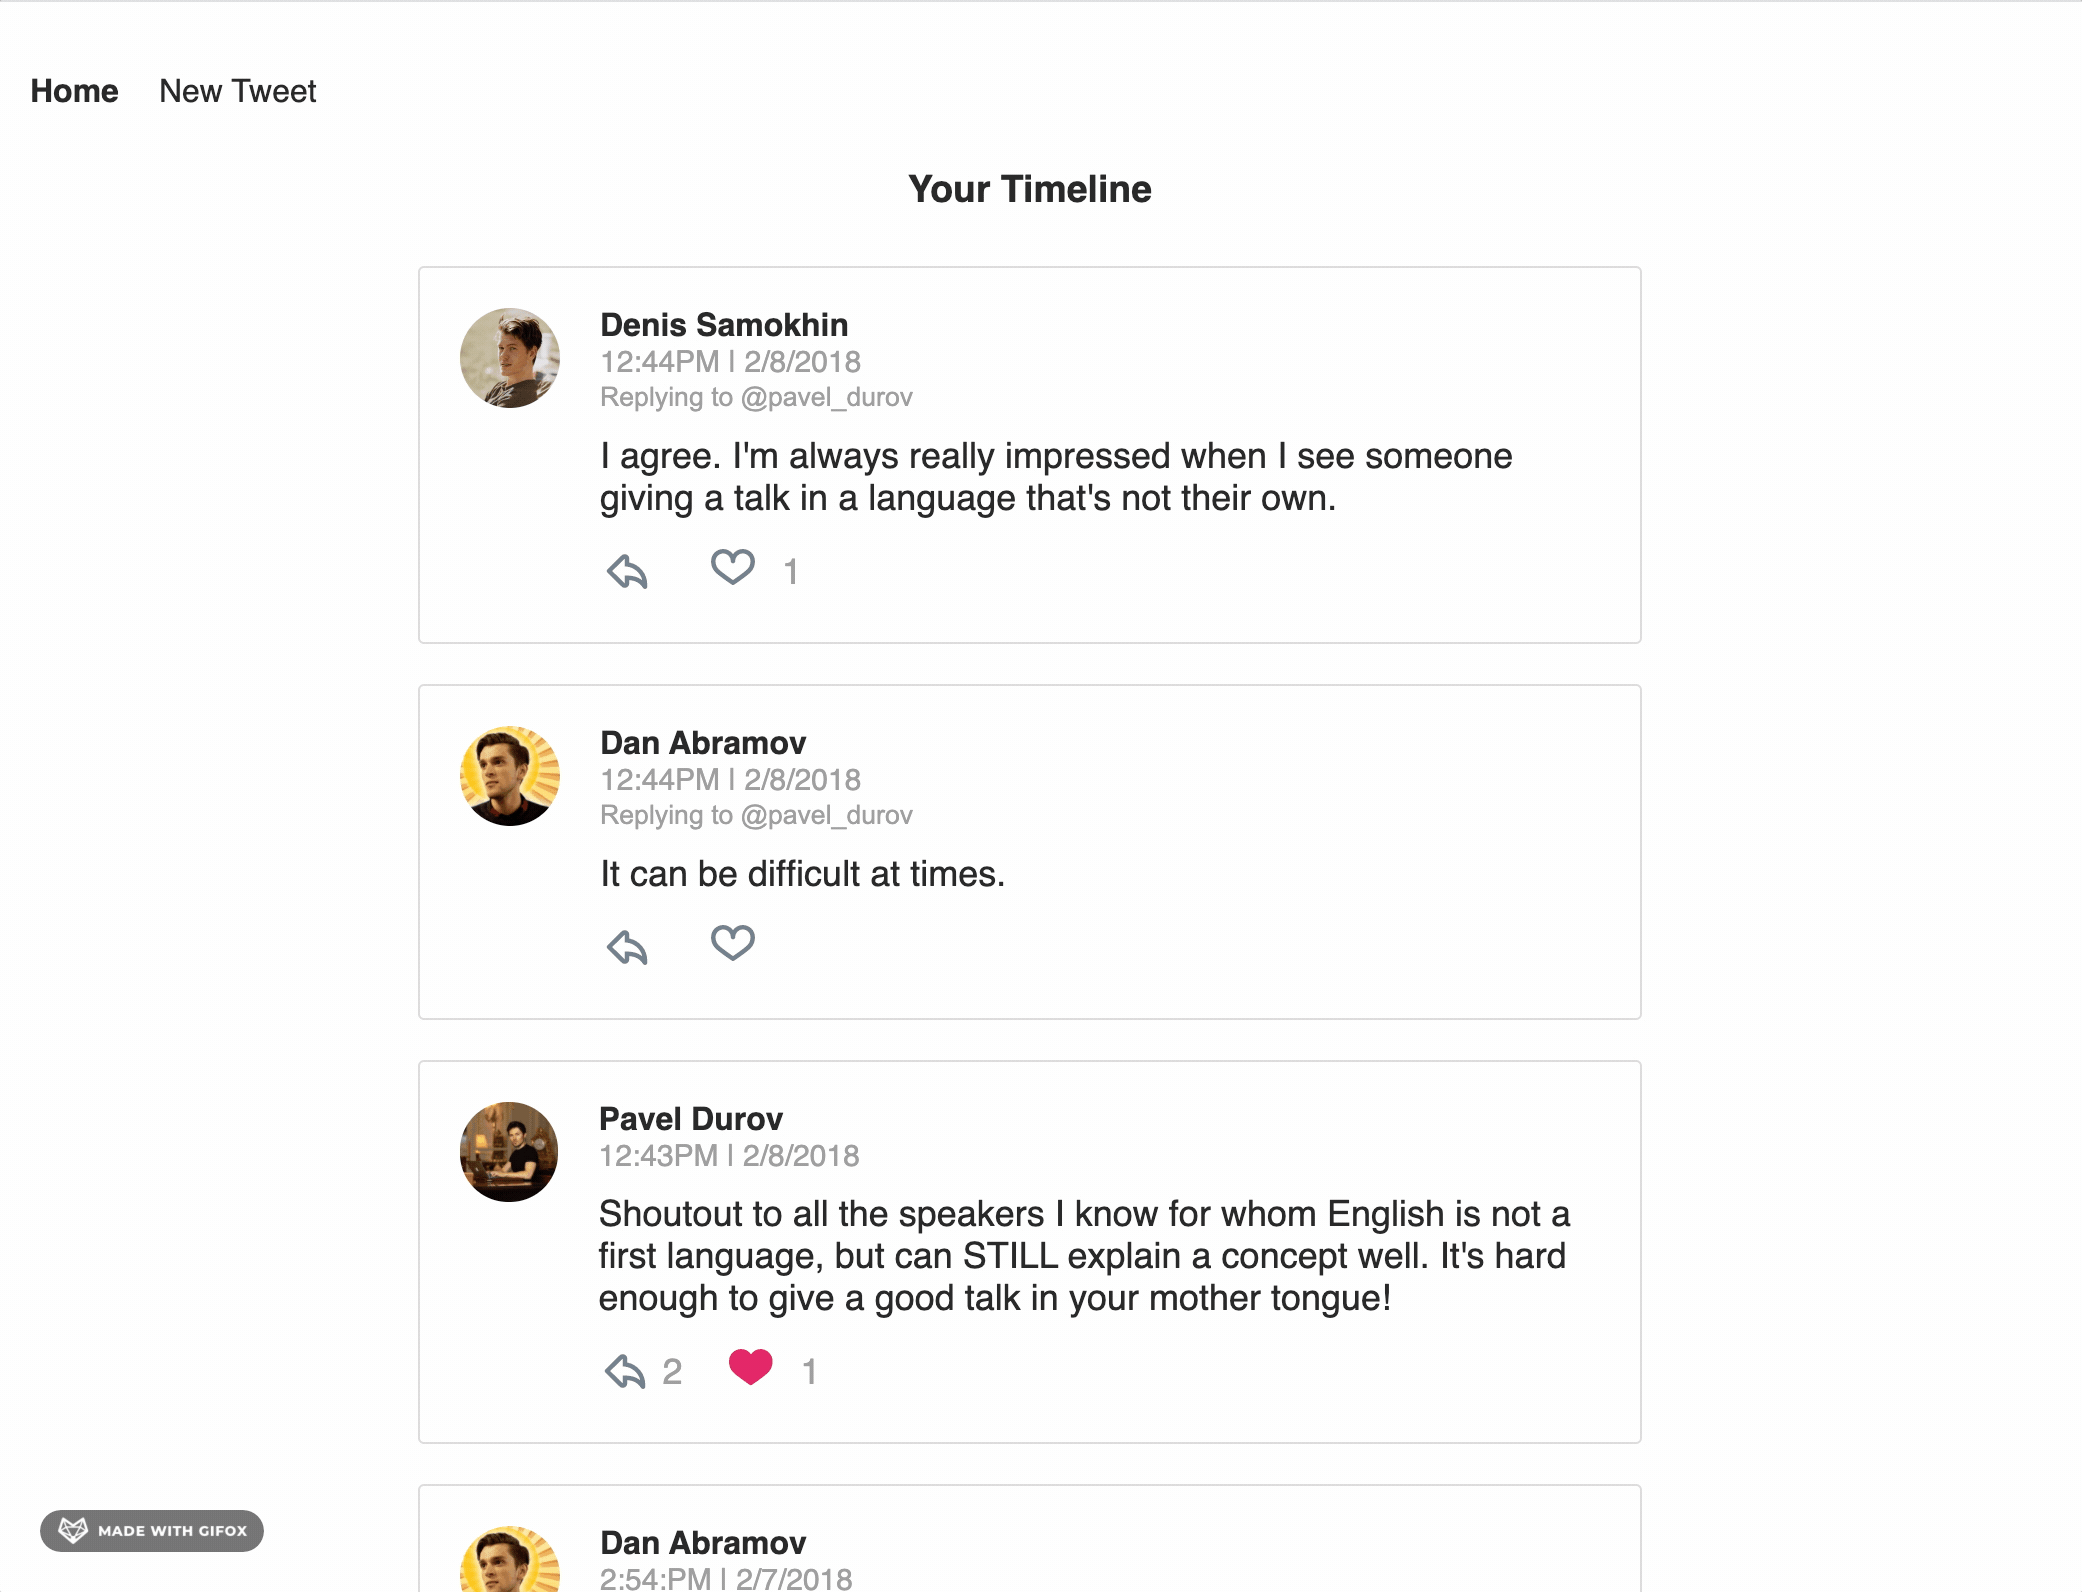 Home New Tweet
Your Timeline
Denis Samokhin
12:44PM | 2/8/2018
Replying to @pavel_durov
I agree. I'm always really impressed when I see someone
giving a talk in a language that's not their own.
1
Dan Abramov
12:44PM | 2/8/2018
Replying to @pavel_durov
It can be difficult at times.
Pavel Durov
12:43PM | 2/8/2018
Shoutout to all the speakers I know for whom English is not a
first language, but can STILL explain a concept well. It's hard
enough to give a good talk in your mother tongue!
2 1
MADE WITH GIFOX
Dan Abramov
2:54:PM | 2/7/2018